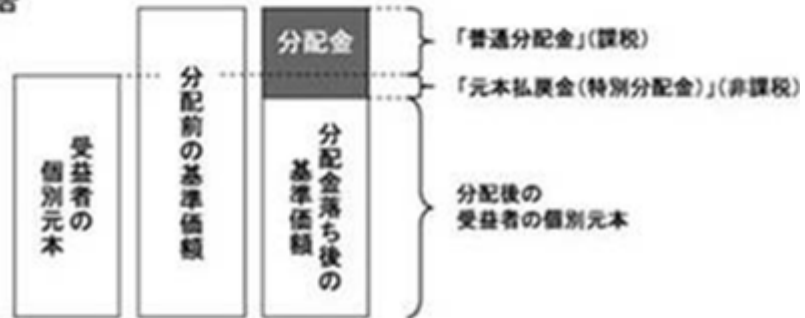 分配金
「普通分配金」(課税)
「元本払戻金(特別分配金)」(非課税)
受益者の
個別元本
分配前の基準価額
分配金落ち後の
基準価額
分配後の
受益者の個別元本